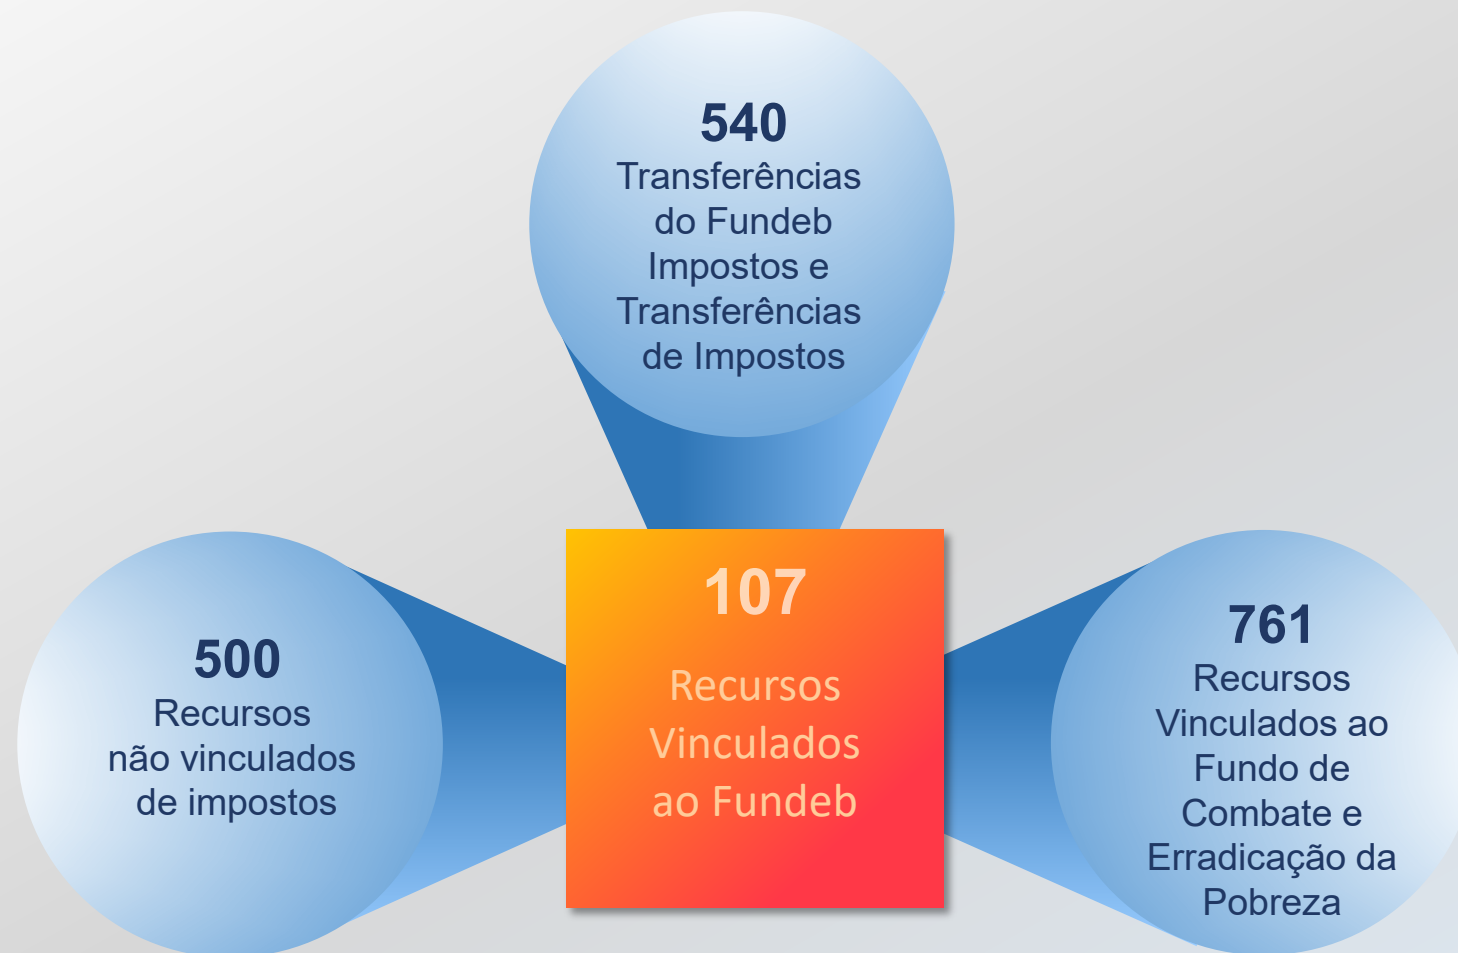 540
Transferências
do Fundeb
Impostos e
Transferências
de Impostos
500
Recursos
não vinculados
de impostos
107
Recursos
Vinculados
ao Fundeb
761
Recursos
Vinculados ao
Fundo de
Combate e
Erradicação da
Pobreza